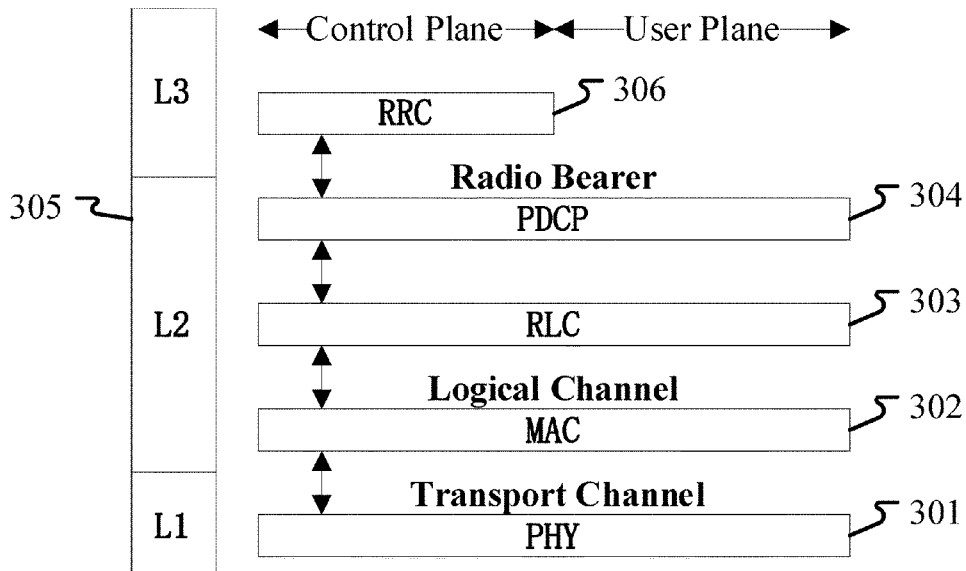 Control Plane
User Plane
L3
RRC
306
Radio Bearer
305
PDCP
304
L2
RLC
303
Logical Channel
MAC
302
Transport Channel
L1
PHY
301